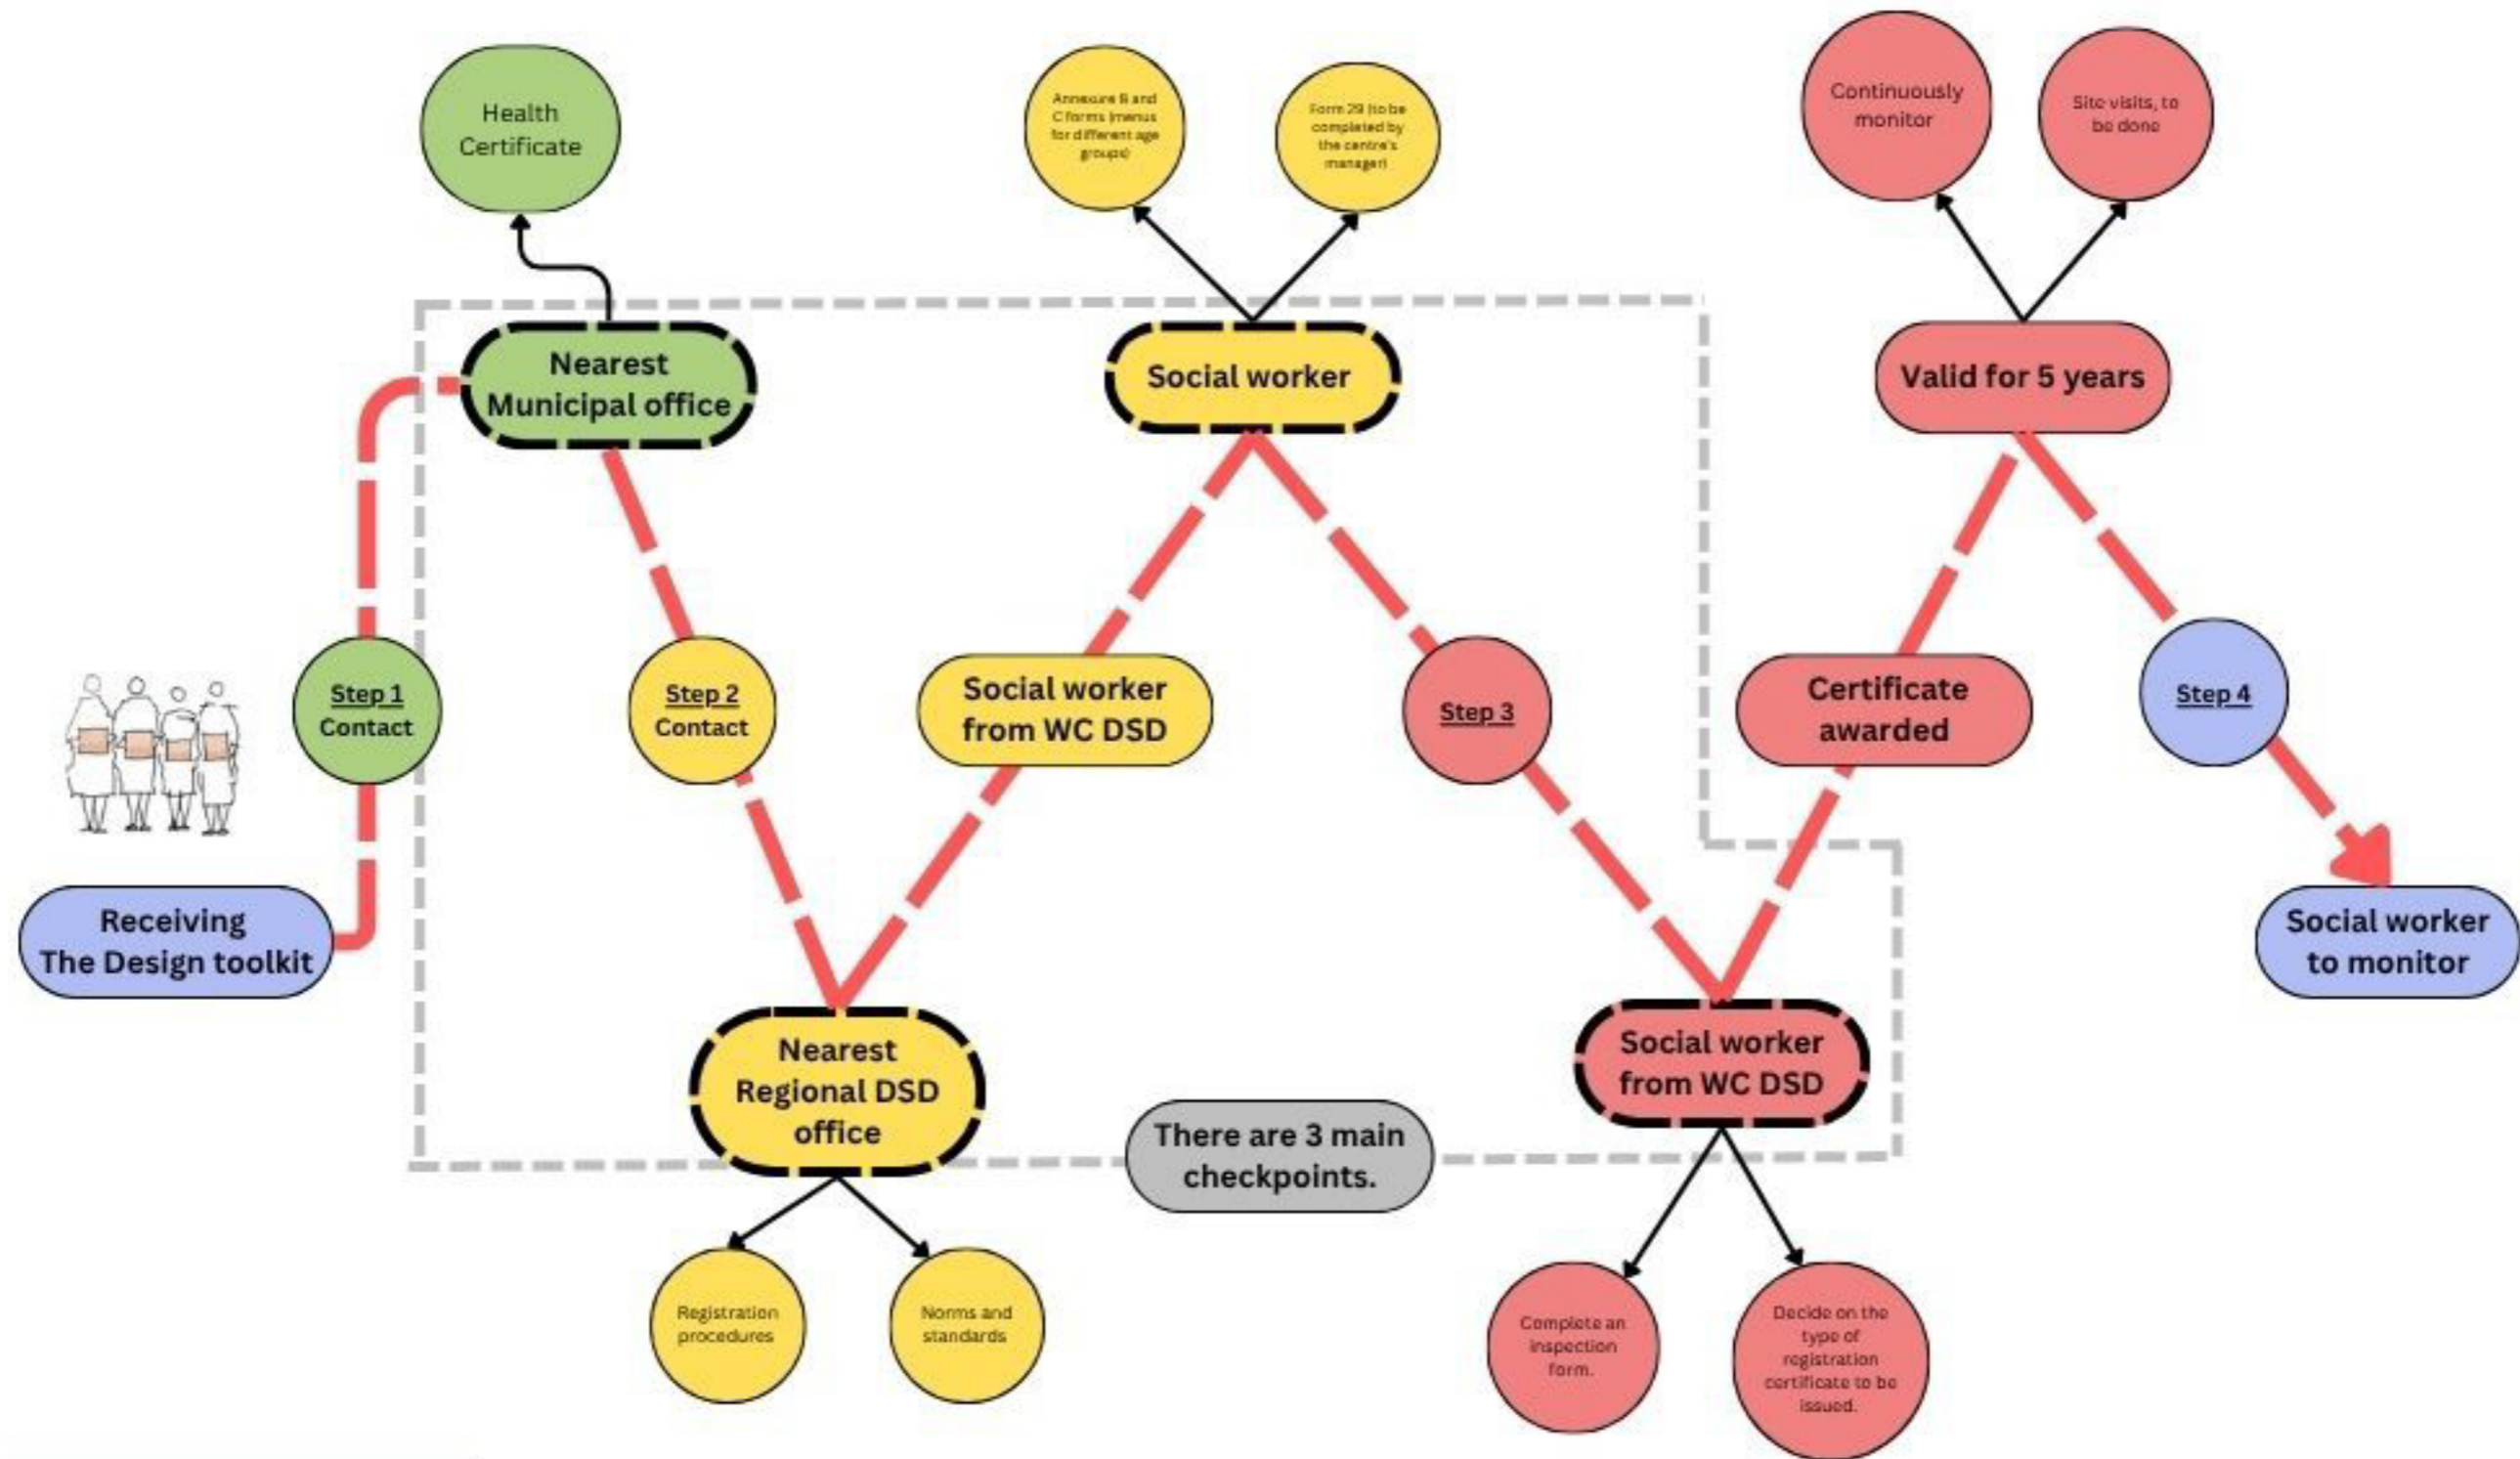 Health
Certificate
Annexure B and
C forms (menus
for different age
groups)
Form 29 (to be
completed by
the centre's
manager)
Continuously
monitor
Site visits, to
be done
Nearest
Municipal office
Social worker
Valid for 5 years
Step 1
Contact
Step 2
Contact
Social worker
from WC DSD
Step 3
Certificate
awarded
Step 4
Receiving
The Design toolkit
Social worker
to monitor
Nearest
Regional DSD
office
There are 3 main
checkpoints.
Social worker
from WC DSD
Registration
procedures
Norms and
standards
Complete an
inspection
form.
Decide on the
type of
registration
certificate to be
issued.